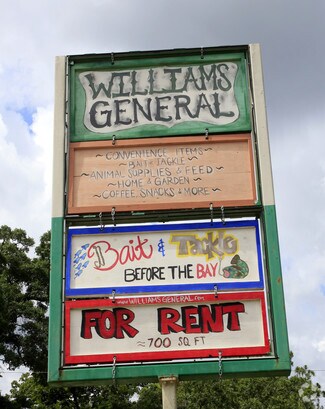 WILLIAMS
GENERAL
~ CONVENIENCE ITEMS ~
~ BAIT & TACKLE ~
~ ANIMAL SUPPLIES & FEED ~
~ HOME & GARDEN ~
~ COFFEE, SNACKS & MORE ~
Bait & Tacko
BEFORE THE BAY
WWW.WILLIAMSGENERAL.COM
FOR RENT
~ 700 SQ FT